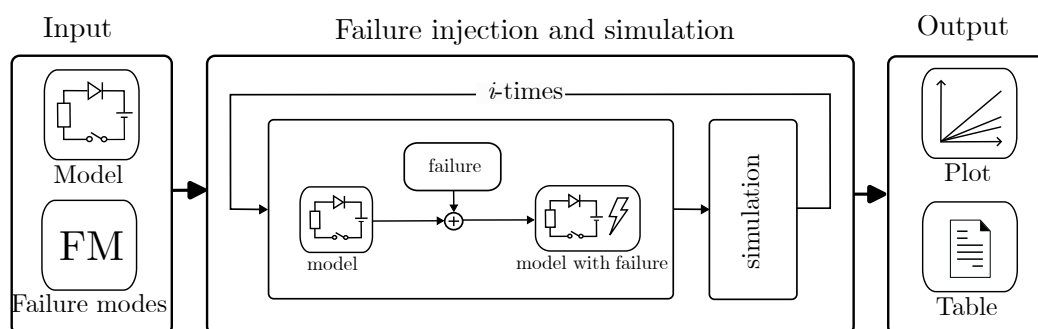 Input
Failure injection and simulation
Output
i-times
Model
FM
Failure modes
failure
model
model with failure
simulation
Plot
Table